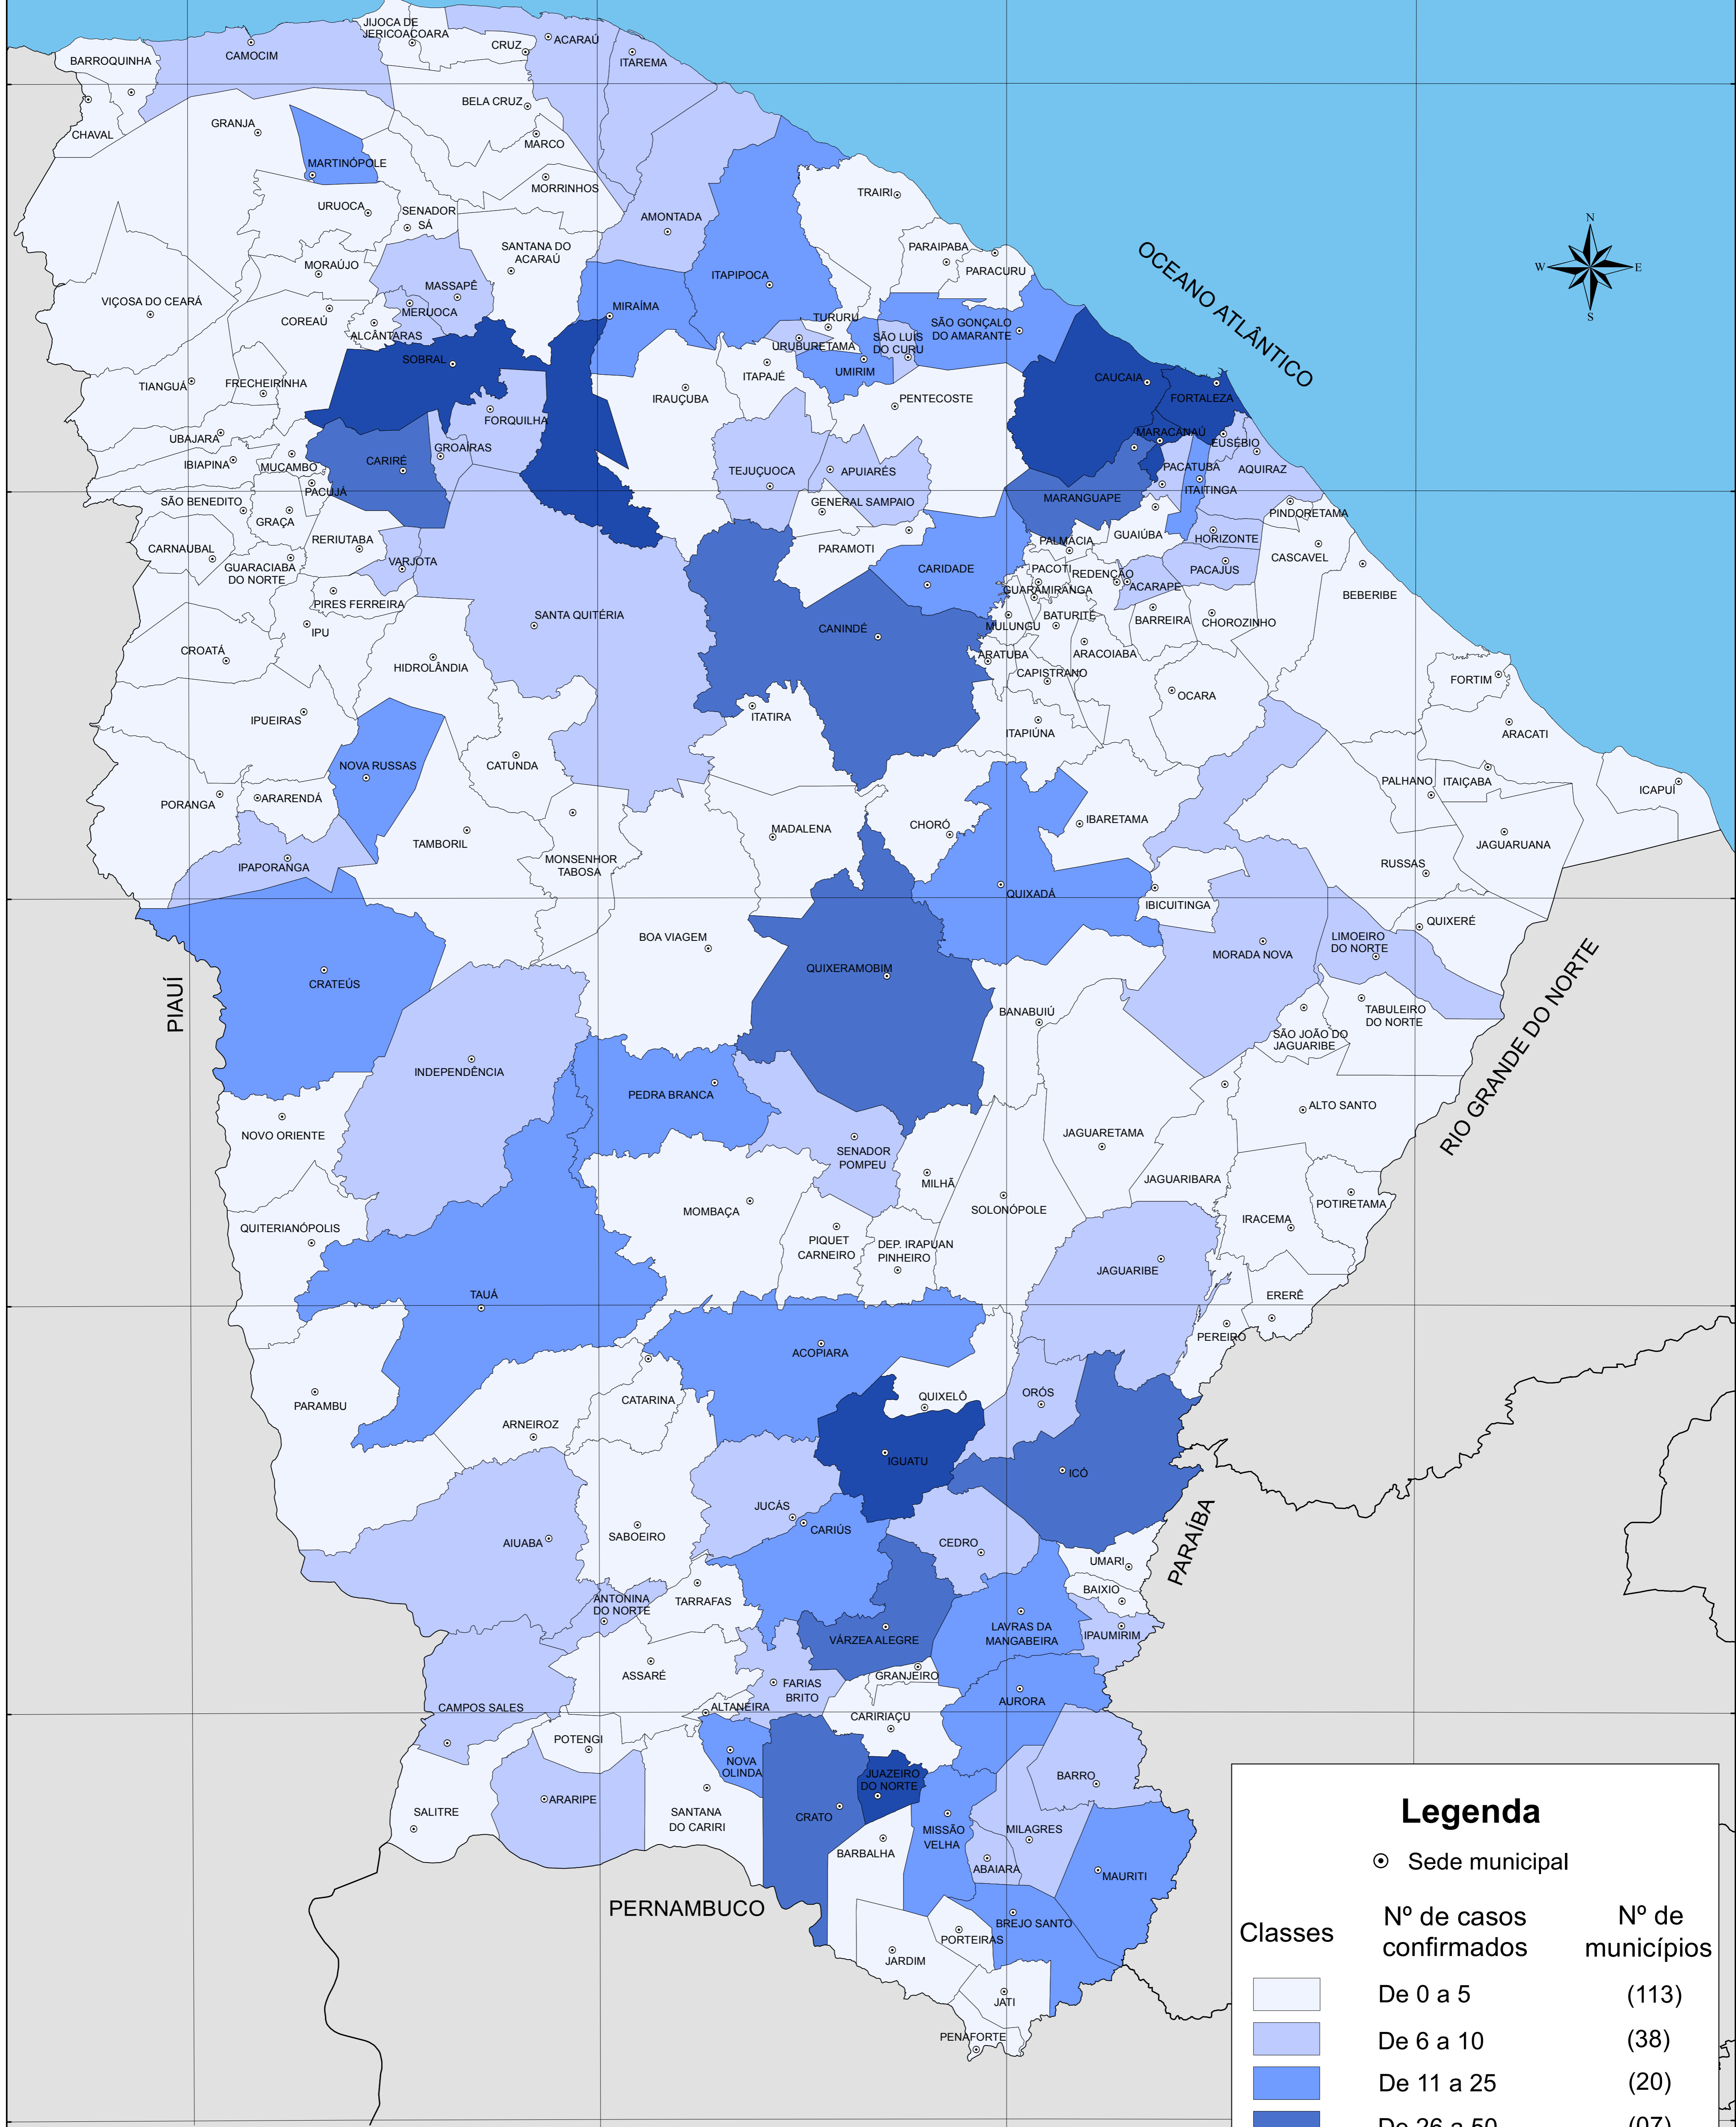 JIJOCA DE
JERICOACOARA
CRUZ
ACARAÚ
ITAREMA
CAMOCIM
BARROQUINHA
CHAVAL
GRANJA
BELA CRUZ
MARCO
MARTINÓPOLE
MORRINHOS
TRAIRI
URUOCA
SENADOR
SÁ
AMONTADA
N
W
E
S
OCEANO ATLÂNTICO
SANTANA DO
ACARAÚ
PARAIPABA
PARACURU
MORAÚJO
ITAPIPOCA
MASSAPÊ
VIÇOSA DO CEARÁ
MERUOCA
MIRAÍMA
COREAÚ
TURURU
SÃO GONÇALO
DO AMARANTE
ALCÂNTARAS
URUBURETAMA
SÃO LUIS
DO CURU
SOBRAL
UMIRIM
ITAPAJÉ
CAUCAIA
TIANGUÁ
FRECHEIRINHA
IRAUÇUBA
PENTECOSTE
FORTALEZA
FORQUILHA
UBAJARA
MARACANAÚ
EUSÉBIO
IBIAPINA
MUCAMBO
CARIRÉ
GROAÍRAS
TEJUÇUOCA
APUIARÉS
PACATUBA
AQUIRAZ
PACUJÁ
ITAITINGA
MARANGUAPE
SÃO BENEDITO
GENERAL SAMPAIO
PINDORETAMA
GRAÇA
CARNAUBAL
RERIUTABA
PARAMOTI
PALMÁCIA
GUAIÚBA
HORIZONTE
CASCAVEL
GUARACIABA
DO NORTE
VARJOTA
CARIDADE
PACOTI
REDENÇÃO
PACAJUS
PIRES FERREIRA
GUARAMIRANGA
ACARAPE
BEBERIBE
SANTA QUITÉRIA
IPU
CANINDÉ
MULUNGU
BATURITÉ
BARREIRA
CHOROZINHO
CROATÁ
HIDROLÂNDIA
ARATUBA
ARACOIABA
CAPISTRANO
FORTIM
OCARA
IPUEIRAS
ITATIRA
ITAPIÚNA
ARACATI
NOVA RUSSAS
CATUNDA
PALHANO
ITAIÇABA
ICAPUÍ
PORANGA
ARARENDÁ
TAMBORIL
MADALENA
CHORÓ
IBARETAMA
JAGUARUANA
IPAPORANGA
MONSENHOR
TABOSA
RUSSAS
QUIXADÁ
IBICUITINGA
QUIXERÉ
BOA VIAGEM
LIMOEIRO
DO NORTE
MORADA NOVA
QUIXERAMOBIM
PIAUÍ
CRATEÚS
BANABUIÚ
TABULEIRO
DO NORTE
SÃO JOÃO DO
JAGUARIBE
RIO GRANDE DO NORTE
INDEPENDÊNCIA
PEDRA BRANCA
ALTO SANTO
NOVO ORIENTE
JAGUARETAMA
SENADOR
POMPEU
MILHÃ
JAGUARIBARA
MOMBAÇA
SOLONÓPOLE
POTIRETAMA
IRACEMA
QUITERIANÓPOLIS
PIQUET
CARNEIRO
DEP. IRAPUAN
PINHEIRO
JAGUARIBE
TAUÁ
ERERÊ
PEREIRO
ACOPIARA
PARAMBU
CATARINA
QUIXELÔ
ORÓS
ARNEIROZ
IGUATU
ICÓ
JUCÁS
PARAÍBA
CARIÚS
AIUABA
SABOEIRO
CEDRO
UMARI
BAIXIO
ANTONINA
DO NORTE
TARRAFAS
VÁRZEA ALEGRE
LAVRAS DA
MANGABEIRA
IPAUMIRIM
ASSARÉ
GRANJEIRO
FARIAS
BRITO
CAMPOS SALES
ALTANEIRA
AURORA
CARIRIAÇU
POTENGI
NOVA
OLINDA
JUAZEIRO
DO NORTE
BARRO
ARARIPE
SALITRE
SANTANA
DO CARIRI
CRATO
MISSÃO
VELHA
MILAGRES
BARBALHA
ABAIARA
MAURITI
PERNAMBUCO
BREJO SANTO
PORTEIRAS
JARDIM
JATI
PENAFORTE
Legenda
Sede municipal
Classes
Nº de casos
confirmados
Nº de
municípios
De 0 a 5 (113)
De 6 a 10 (38)
De 11 a 25 (20)
De 26 a 50 (07)